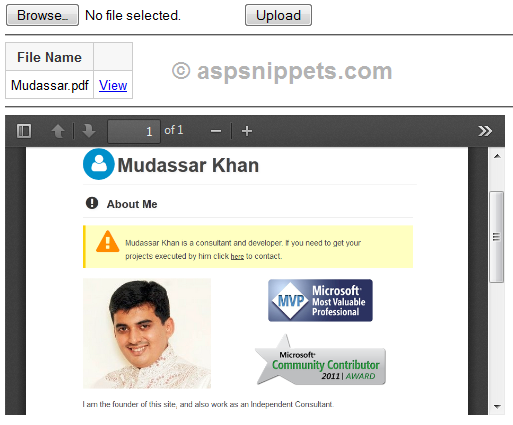 Browse... No file selected. Upload
File Name
Mudassar.pdf View
© aspsnippets.com
1 of 1
Mudassar Khan
About Me
Mudassar Khan is a consultant and developer. If you need to get your
projects executed by him click here to contact.
MVP Microsoft®
Most Valuable
Professional
Microsoft®
Community Contributor
2011 | AWARD
I am the founder of this site, and also work as an Independent Consultant.